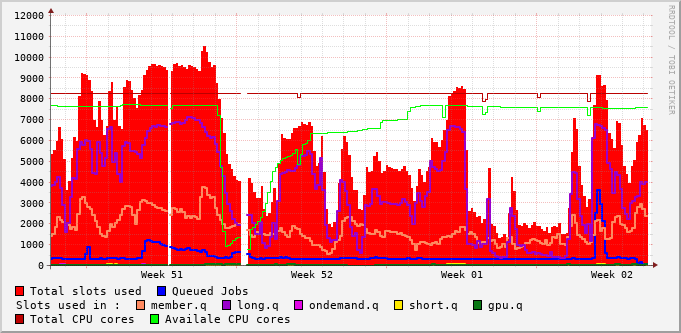 12000
11000
10000
9000
8000
7000
6000
5000
4000
3000
2000
1000
0
Week 51 Week 52 Week 01 Week 02
Total slots used Queued Jobs
Slots used in : member.q long.q ondemand.q short.q gpu.q
Total CPU cores Availale CPU cores
RRDTOOL / TOBI OETIKER